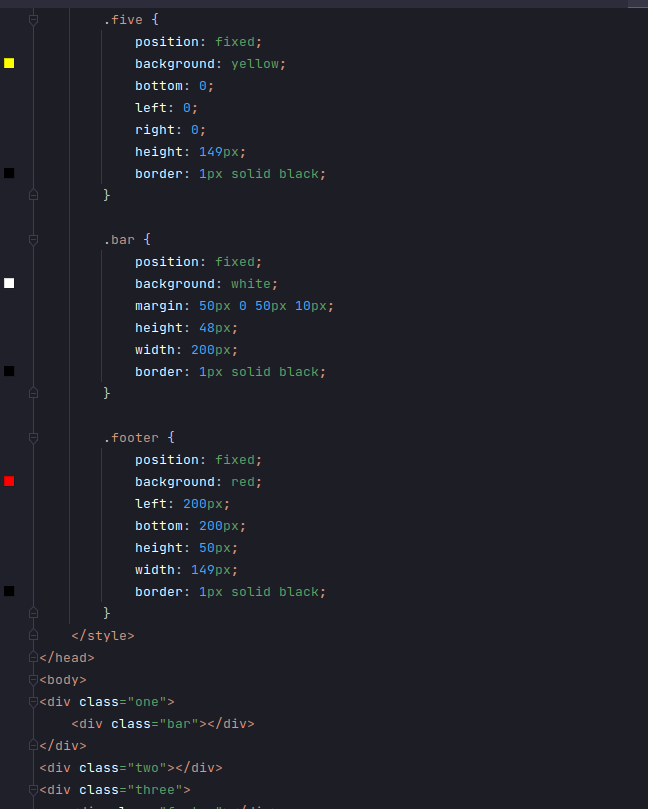 .five {
position: fixed;
background: yellow;
bottom: 0;
left: 0;
right: 0;
height: 149px;
border: 1px solid black;
}
.bar {
position: fixed;
background: white;
margin: 50px 0 50px 10px;
height: 48px;
width: 200px;
border: 1px solid black;
}
.footer {
position: fixed;
background: red;
left: 200px;
bottom: 200px;
height: 50px;
width: 149px;
border: 1px solid black;
}
</style>
</head>
<body>
<div class="one">
<div class="bar"></div>
</div>
<div class="two"></div>
<div class="three">